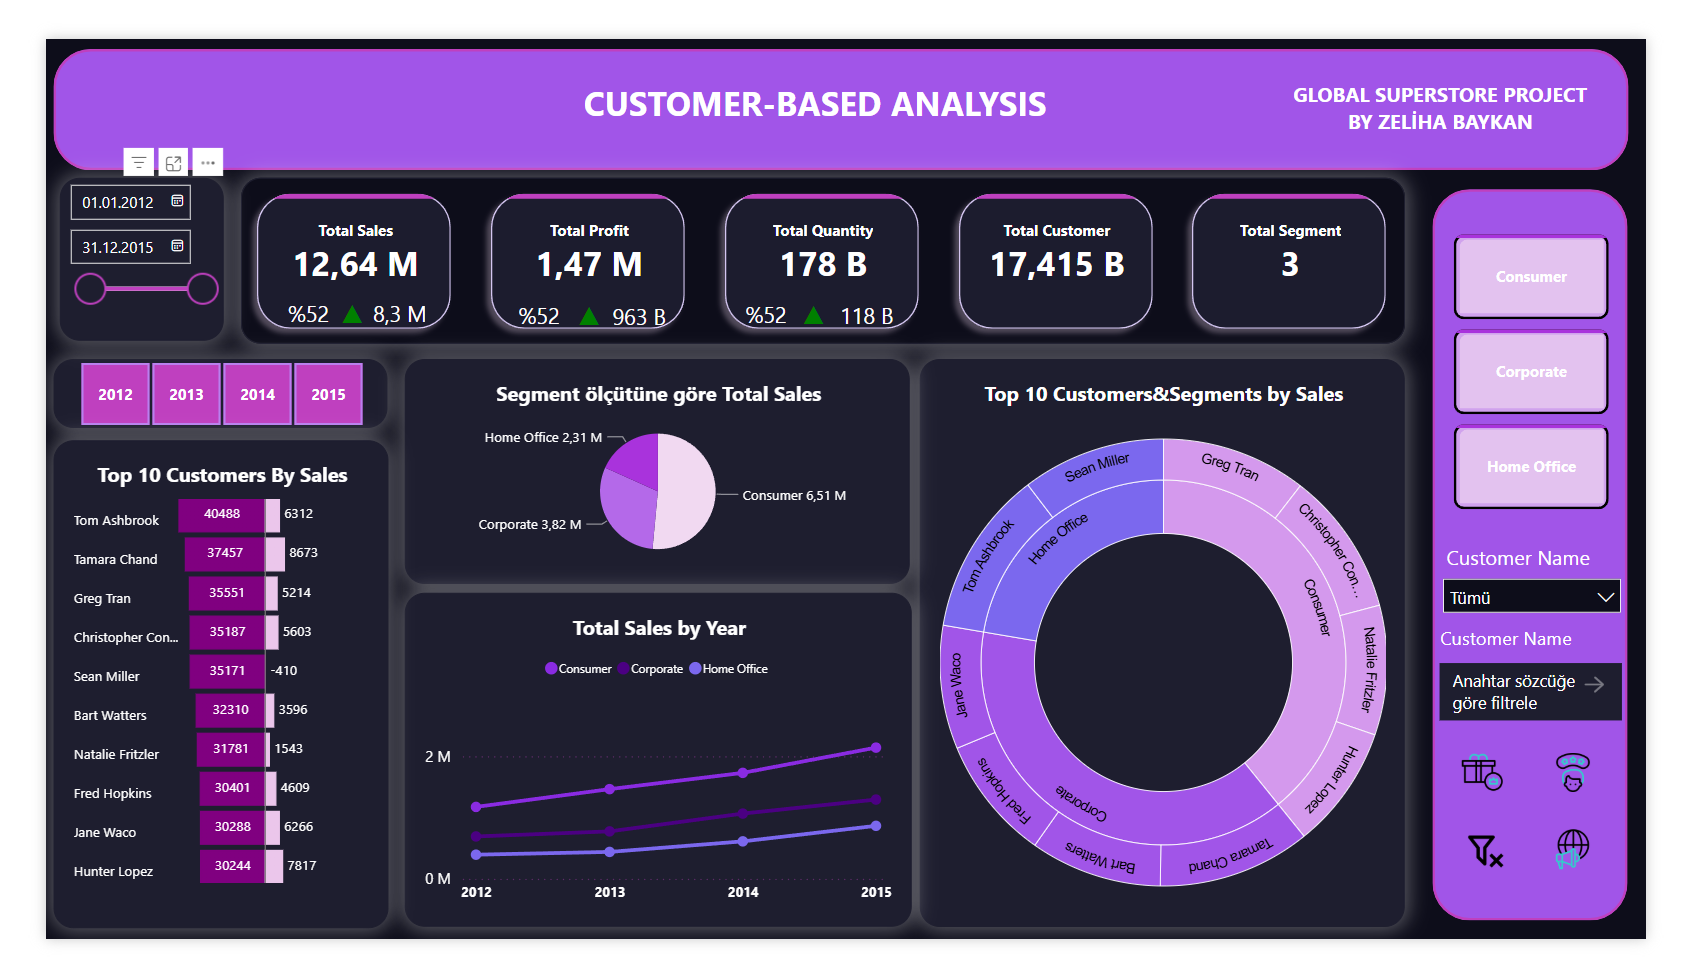 CUSTOMER-BASED ANALYSIS
GLOBAL SUPERSTORE PROJECT
BY ZELİHA BAYKAN
01.01.2012
31.12.2015
Total Sales
12,64 M
%52 ▲ 8,3 M
Total Profit
1,47 M
%52 ▲ 963 B
Total Quantity
178 B
%52 ▲ 118 B
Total Customer
17,415 B
Total Segment
3
2012
2013
2014
2015
Top 10 Customers By Sales
Tom Ashbrook 40488 6312
Tamara Chand 37457 8673
Greg Tran 35551 5214
Christopher Con... 35187 5603
Sean Miller 35171 -410
Bart Watters 32310 3596
Natalie Fritzler 31781 1543
Fred Hopkins 30401 4609
Jane Waco 30288 6266
Hunter Lopez 30244 7817
Segment ölçütüne göre Total Sales
Home Office 2,31 M
Consumer 6,51 M
Corporate 3,82 M
Total Sales by Year
Consumer Corporate Home Office
2 M
0 M
2012 2013 2014 2015
Top 10 Customers&Segments by Sales
Greg Tran
Christopher Con...
Natalie Fritzler
Hunter Lopez
Tamara Chand
Bart Watters
Fred Hopkins
Jane Waco
Tom Ashbrook
Sean Miller
Consumer
Corporate
Home Office
Consumer
Corporate
Home Office
Customer Name
Tümü
Customer Name
Anahtar sözcüğe
göre filtrele